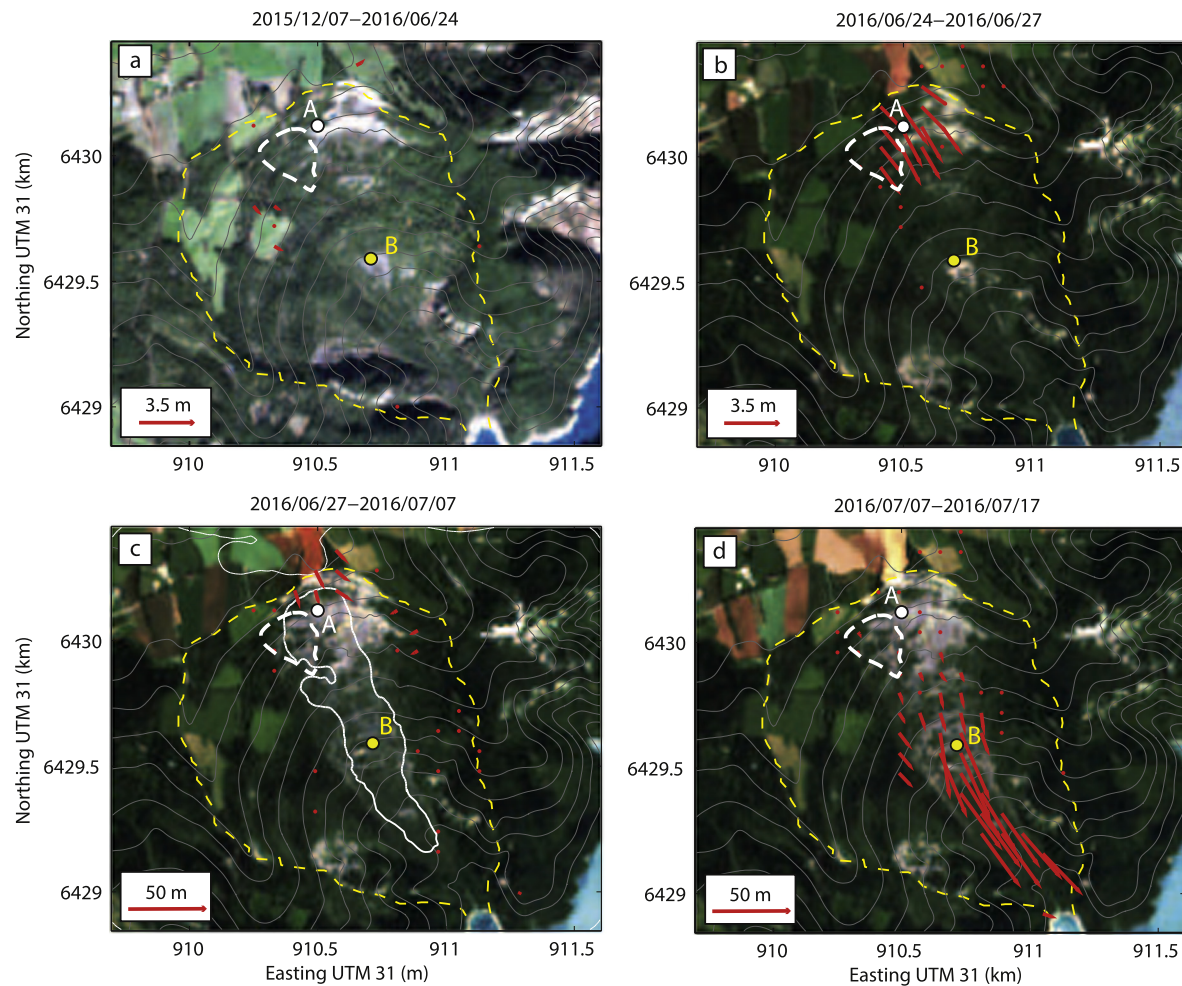 2015/12/07–2016/06/24
2016/06/24–2016/06/27
a
A
B
3.5 m
Northing UTM 31 (km)
6430
6429.5
6429
910
910.5
911
911.5
b
A
B
3.5 m
6430
6429.5
6429
910
910.5
911
911.5
2016/06/27–2016/07/07
2016/07/07–2016/07/17
c
A
B
50 m
Northing UTM 31 (km)
6430
6429.5
6429
910
910.5
911
911.5
Easting UTM 31 (m)
d
A
B
50 m
6430
6429.5
6429
910
910.5
911
911.5
Easting UTM 31 (km)